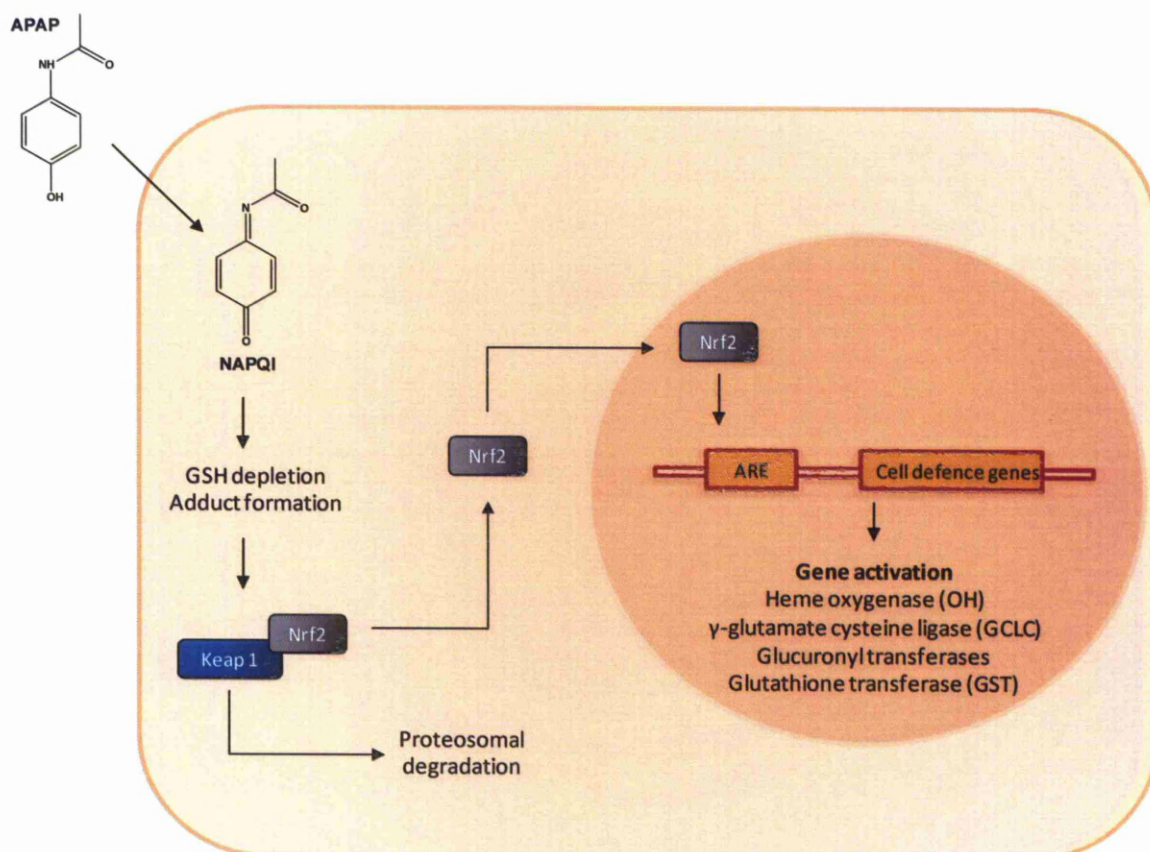 APAP
NH
O
OH
N
O
O
NAPQI
GSH depletion
Adduct formation
Nrf2
Keap 1
Proteosomal
degradation
Nrf2
Nrf2
ARE
Cell defence genes
Gene activation
Heme oxygenase (OH)
γ-glutamate cysteine ligase (GCLC)
Glucuronyl transferases
Glutathione transferase (GST)